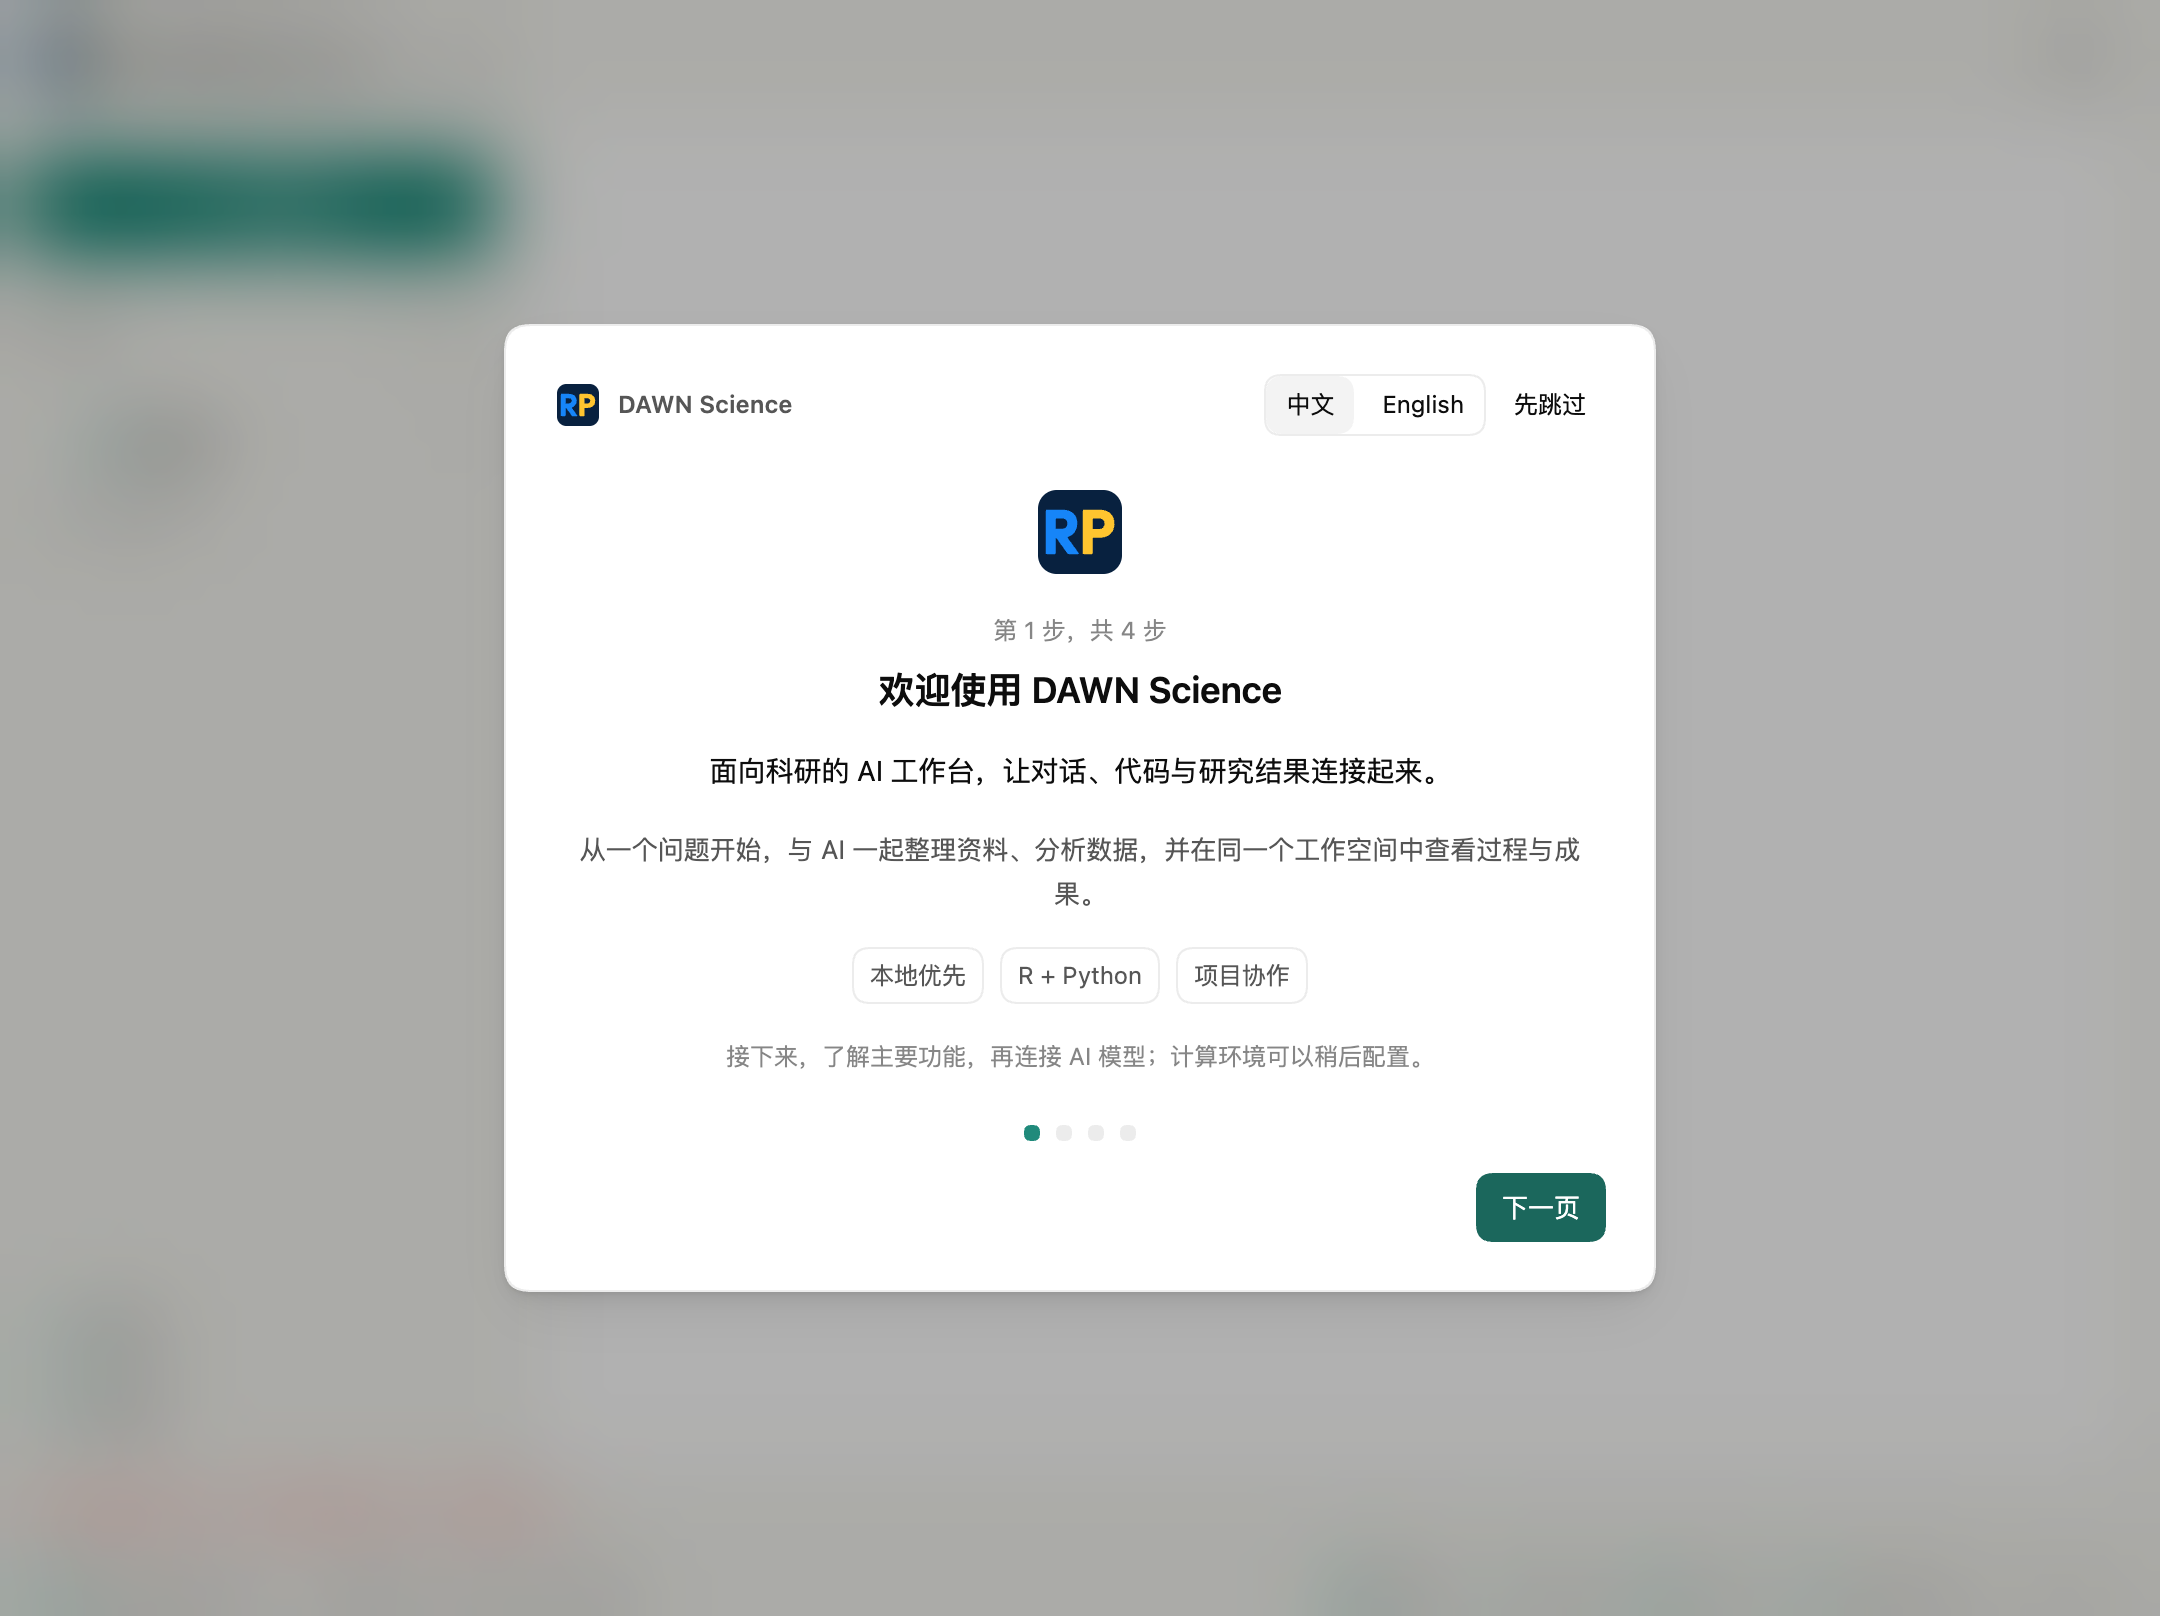 RP DAWN Science 中文 English 先跳过
RP
第 1 步，共 4 步
欢迎使用 DAWN Science
面向科研的 AI 工作台，让对话、代码与研究结果连接起来。
从一个问题开始，与 AI 一起整理资料、分析数据，并在同一个工作空间中查看过程与成
果。
本地优先 R + Python 项目协作
接下来，了解主要功能，再连接 AI 模型；计算环境可以稍后配置。
下一页